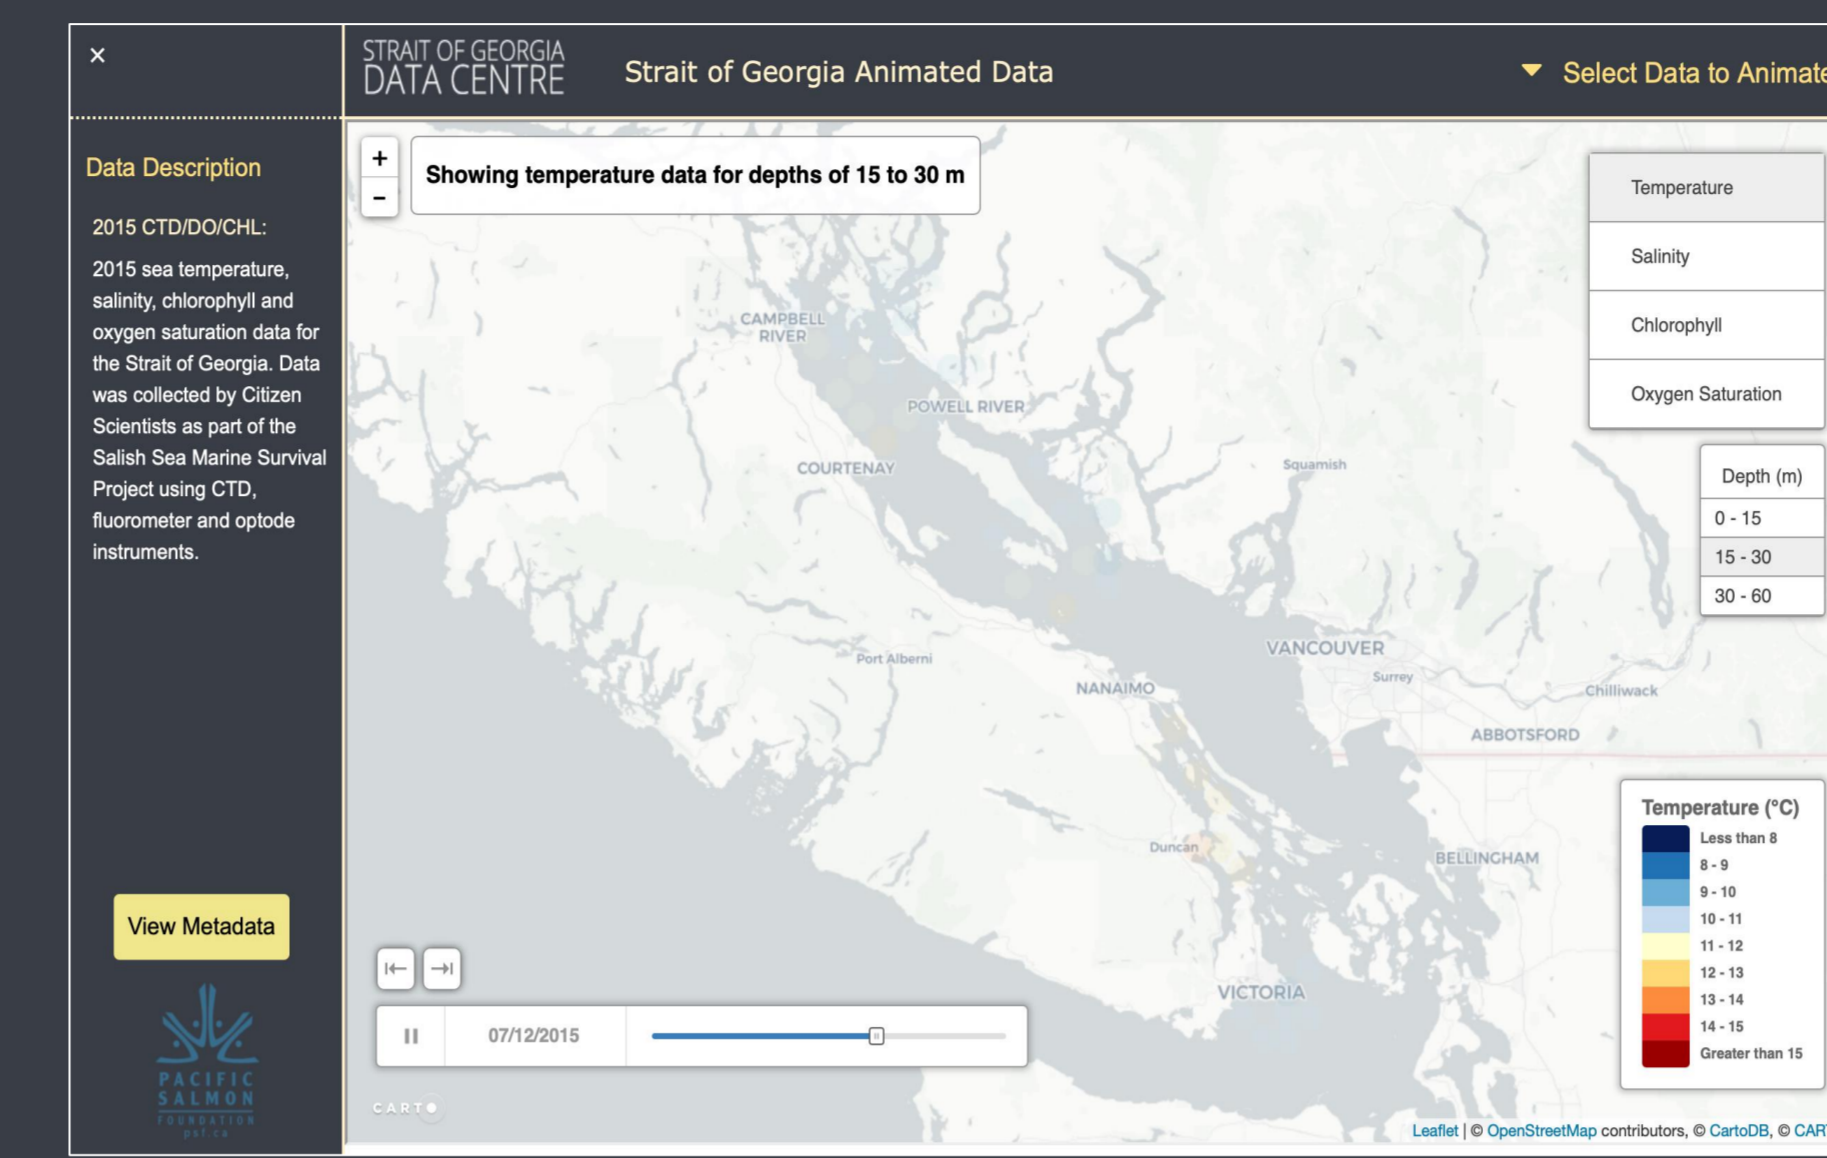 ×
STRAIT OF GEORGIA
DATA CENTRE
Strait of Georgia Animated Data
Select Data to Animate
Data Description
2015 CTD/DO/CHL:
2015 sea temperature,
salinity, chlorophyll and
oxygen saturation data for
the Strait of Georgia. Data
was collected by Citizen
Scientists as part of the
Salish Sea Marine Survival
Project using CTD,
fluorometer and optode
instruments.
View Metadata
PACIFIC
SALMON
FOUNDATION
psf.ca
+
-
Showing temperature data for depths of 15 to 30 m
CAMPBELL
RIVER
POWELL RIVER
COURTENAY
Squamish
Port Alberni
VANCOUVER
Surrey
NANAIMO
Chilliwack
ABBOTSFORD
Duncan
BELLINGHAM
VICTORIA
Temperature
Salinity
Chlorophyll
Oxygen Saturation
Depth (m)
0 - 15
15 - 30
30 - 60
Temperature (°C)
Less than 8
8 - 9
9 - 10
10 - 11
11 - 12
12 - 13
13 - 14
14 - 15
Greater than 15
07/12/2015
CARTO
Leaflet | © OpenStreetMap contributors, © CartoDB, © CAR